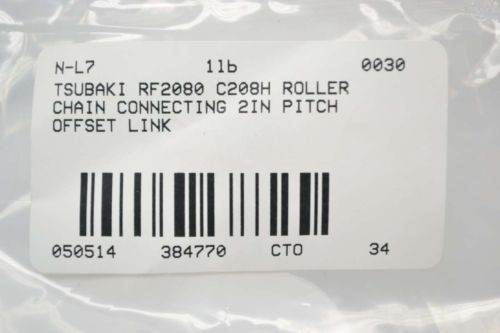 N-L7 1lb 0030
TSUBAKI RF2080 C208H ROLLER
CHAIN CONNECTING 2IN PITCH
OFFSET LINK
050514 384770 CTO 34